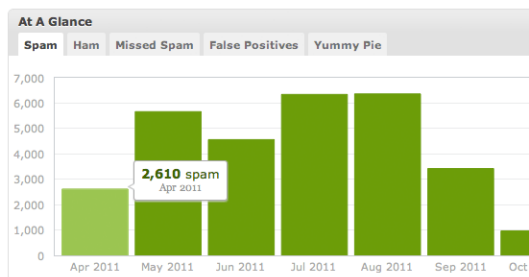 At A Glance
Spam Ham Missed Spam False Positives Yummy Pie
7,000
6,000
5,000
4,000
3,000
2,000
1,000
0
2,610 spam
Apr 2011
Apr 2011 May 2011 Jun 2011 Jul 2011 Aug 2011 Sep 2011 Oct